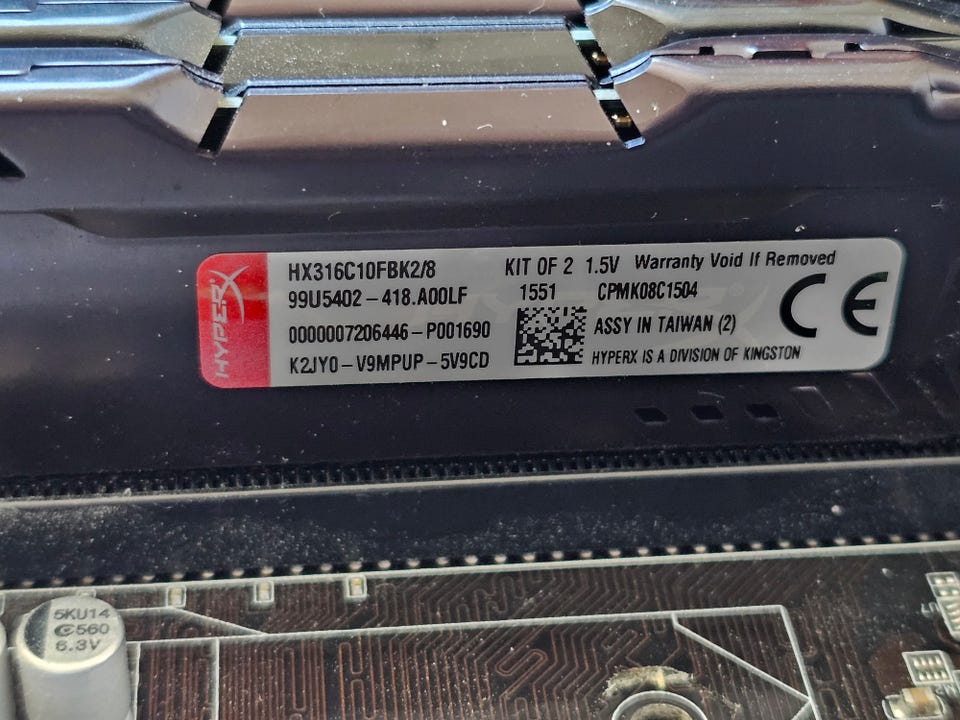 HYPERX
HX316C10FBK2/8
KIT OF 2 1.5V Warranty Void If Removed
99U5402-418.A00LF
1551 CPMK08C1504
0000007206446-P001690
ASSY IN TAIWAN (2)
K2JY0-V9MPUP-5V9CD
HYPERX IS A DIVISION OF KINGSTON
CE
5KU14
C560
6.3V